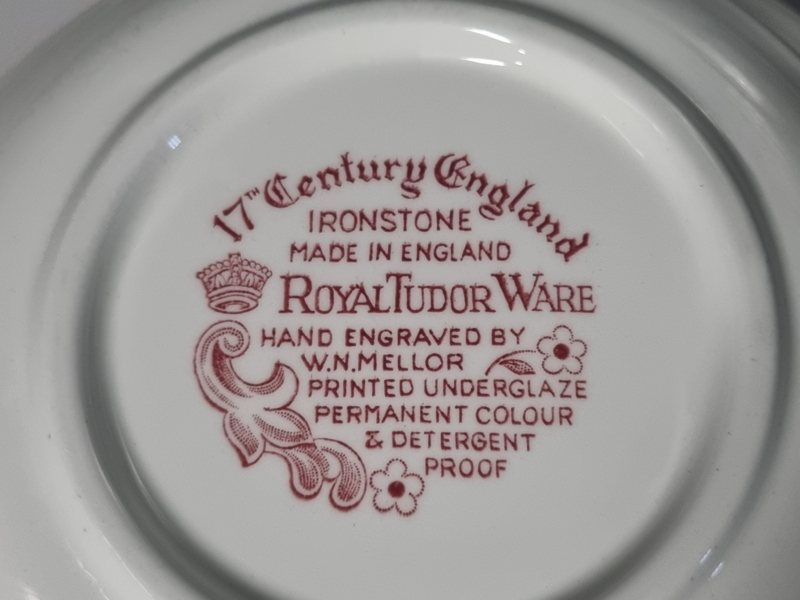 17TH Century England
IRONSTONE
MADE IN ENGLAND
ROYAL TUDOR WARE
HAND ENGRAVED BY
W.N.MELLOR
PRINTED UNDERGLAZE
PERMANENT COLOUR
& DETERGENT
PROOF